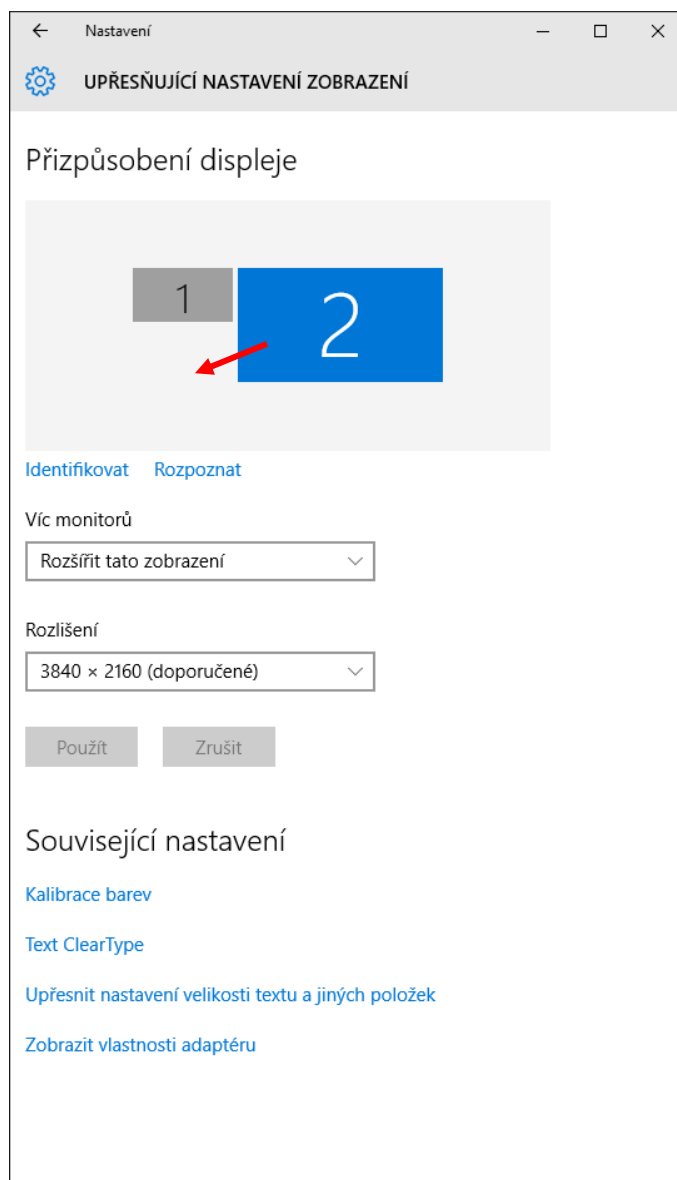 Nastavení
UPŘESŇUJÍCÍ NASTAVENÍ ZOBRAZENÍ
Přizpůsobení displeje
1
2
Identifikovat Rozpoznat
Víc monitorů
Rozšířit tato zobrazení
Rozlišení
3840 × 2160 (doporučené)
Použít Zrušit
Související nastavení
Kalibrace barev
Text ClearType
Upřesnit nastavení velikosti textu a jiných položek
Zobrazit vlastnosti adaptéru